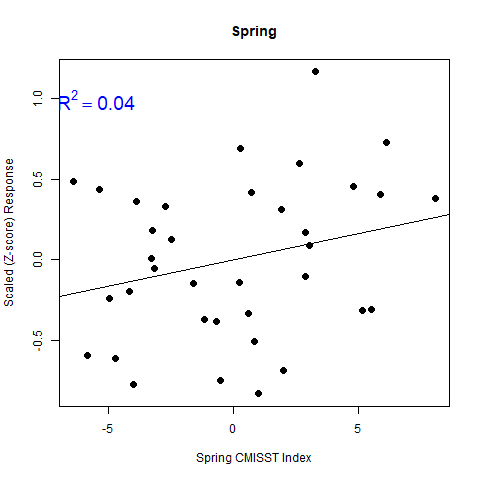 Spring
R² = 0.04
Scaled (Z-score) Response
1.0
0.5
0.0
-0.5
-5 0 5
Spring CMISST Index